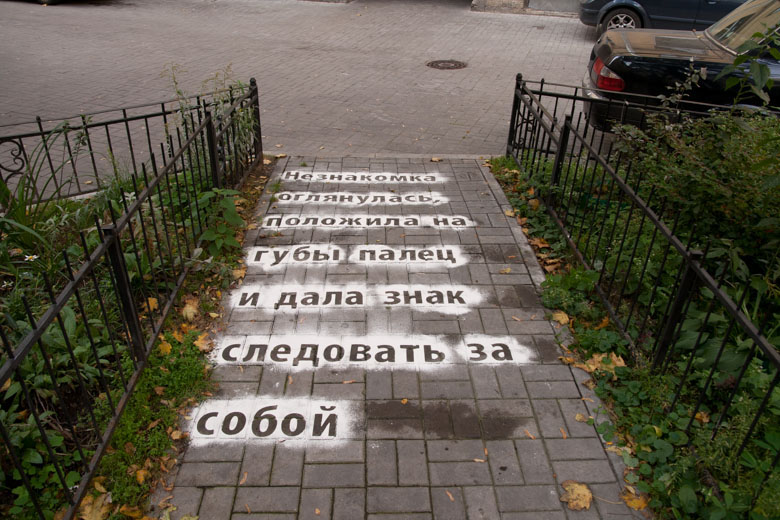 Незнакомка
оглянулась,
положила на
губы палец
и дала знак
следовать за
собой